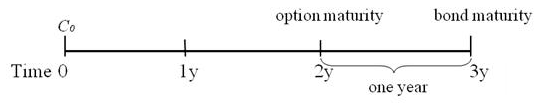 option maturity bond maturity
C₀
Time 0 1y 2y 3y
one year